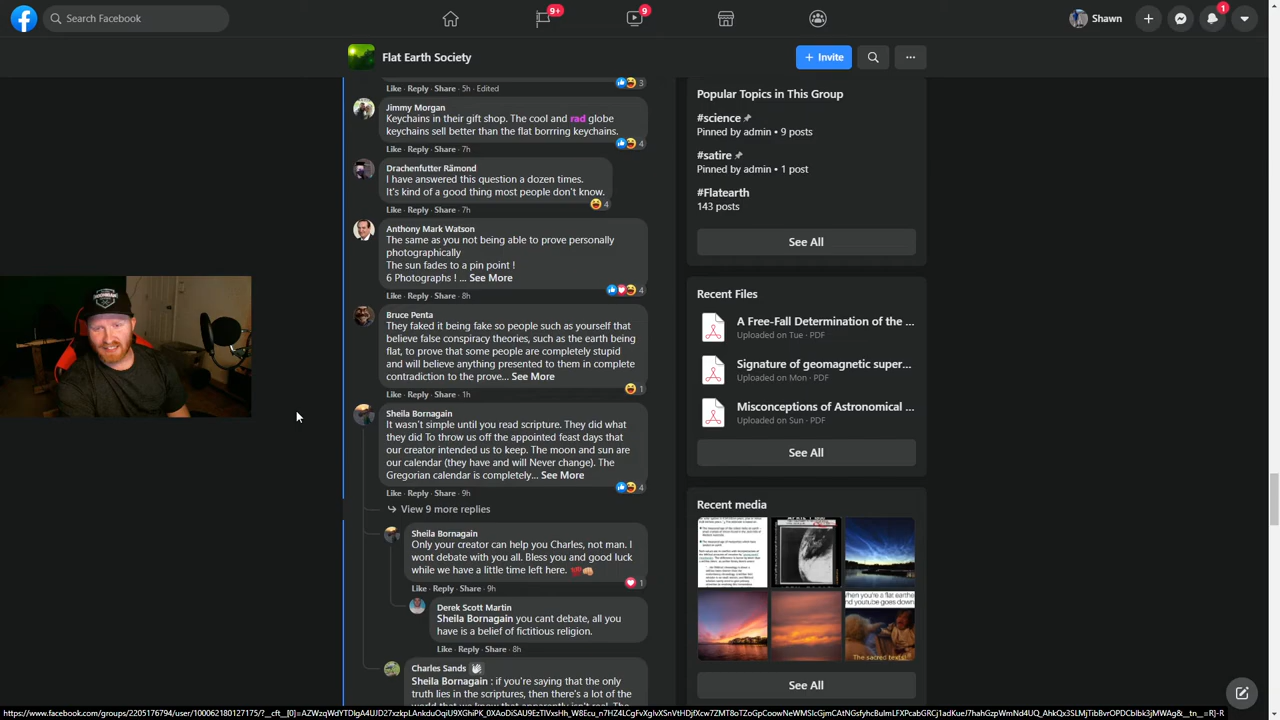 Search Facebook
9+
9
Shawn
1
Flat Earth Society
+ Invite
Like · Reply · Share · 5h · Edited
3
Jimmy Morgan
Keychains in their gift shop. The cool and rad globe
keychains sell better than the flat borrring keychains.
4
Like · Reply · Share · 7h
Drachenfutter Rämond
I have answered this question a dozen times.
It's kind of a good thing most people don't know.
4
Like · Reply · Share · 7h
Anthony Mark Watson
The same as you not being able to prove personally
photographically
The sun fades to a pin point !
6 Photographs ! ... See More
4
Like · Reply · Share · 8h
Bruce Penta
They faked it being fake so people such as yourself that
believe false conspiracy theories, such as the earth being
flat, to prove that some people are completely stupid
and will believe anything presented to them in complete
contradiction to the prove... See More
1
Like · Reply · Share · 1h
Sheila Bornagain
It wasn't simple until you read scripture. They did what
they did To throw us off the appointed feast days that
our creator intended us to keep. The moon and sun are
our calendar (they have and will Never change). The
Gregorian calendar is completely... See More
4
Like · Reply · Share · 9h
View 9 more replies
Sheila Bornagain
Only your creator can help you Charles, not man. I
wont debate with you all. Bless you and good luck
while we have a little time left here.
1
Like · Reply · Share · 9h
Derek Scott Martin
Sheila Bornagain you cant debate, all you
have is a belief of fictitious religion.
Like · Reply · Share · 8h
Charles Sands
Sheila Bornagain : if you're saying that the only
truth lies in the scriptures, then there's a lot of the
Popular Topics in This Group
#science
Pinned by admin • 9 posts
#satire
Pinned by admin • 1 post
#Flatearth
143 posts
See All
Recent Files
A Free-Fall Determination of the ...
Uploaded on Tue · PDF
Signature of geomagnetic super...
Uploaded on Mon · PDF
Misconceptions of Astronomical ...
Uploaded on Sun · PDF
See All
Recent media
when you're a flat earther
and youtube goes down
The sacred texts!
See All